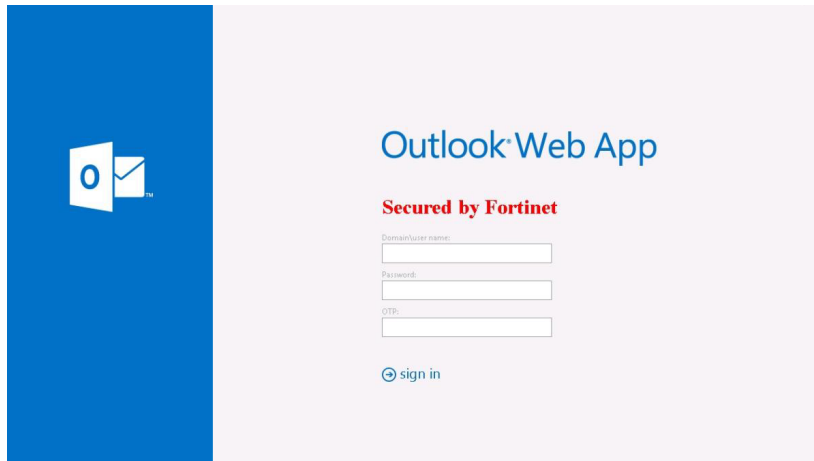 O
TM
Outlook® Web App
Secured by Fortinet
Domain\user name:
Password:
OTP:
sign in